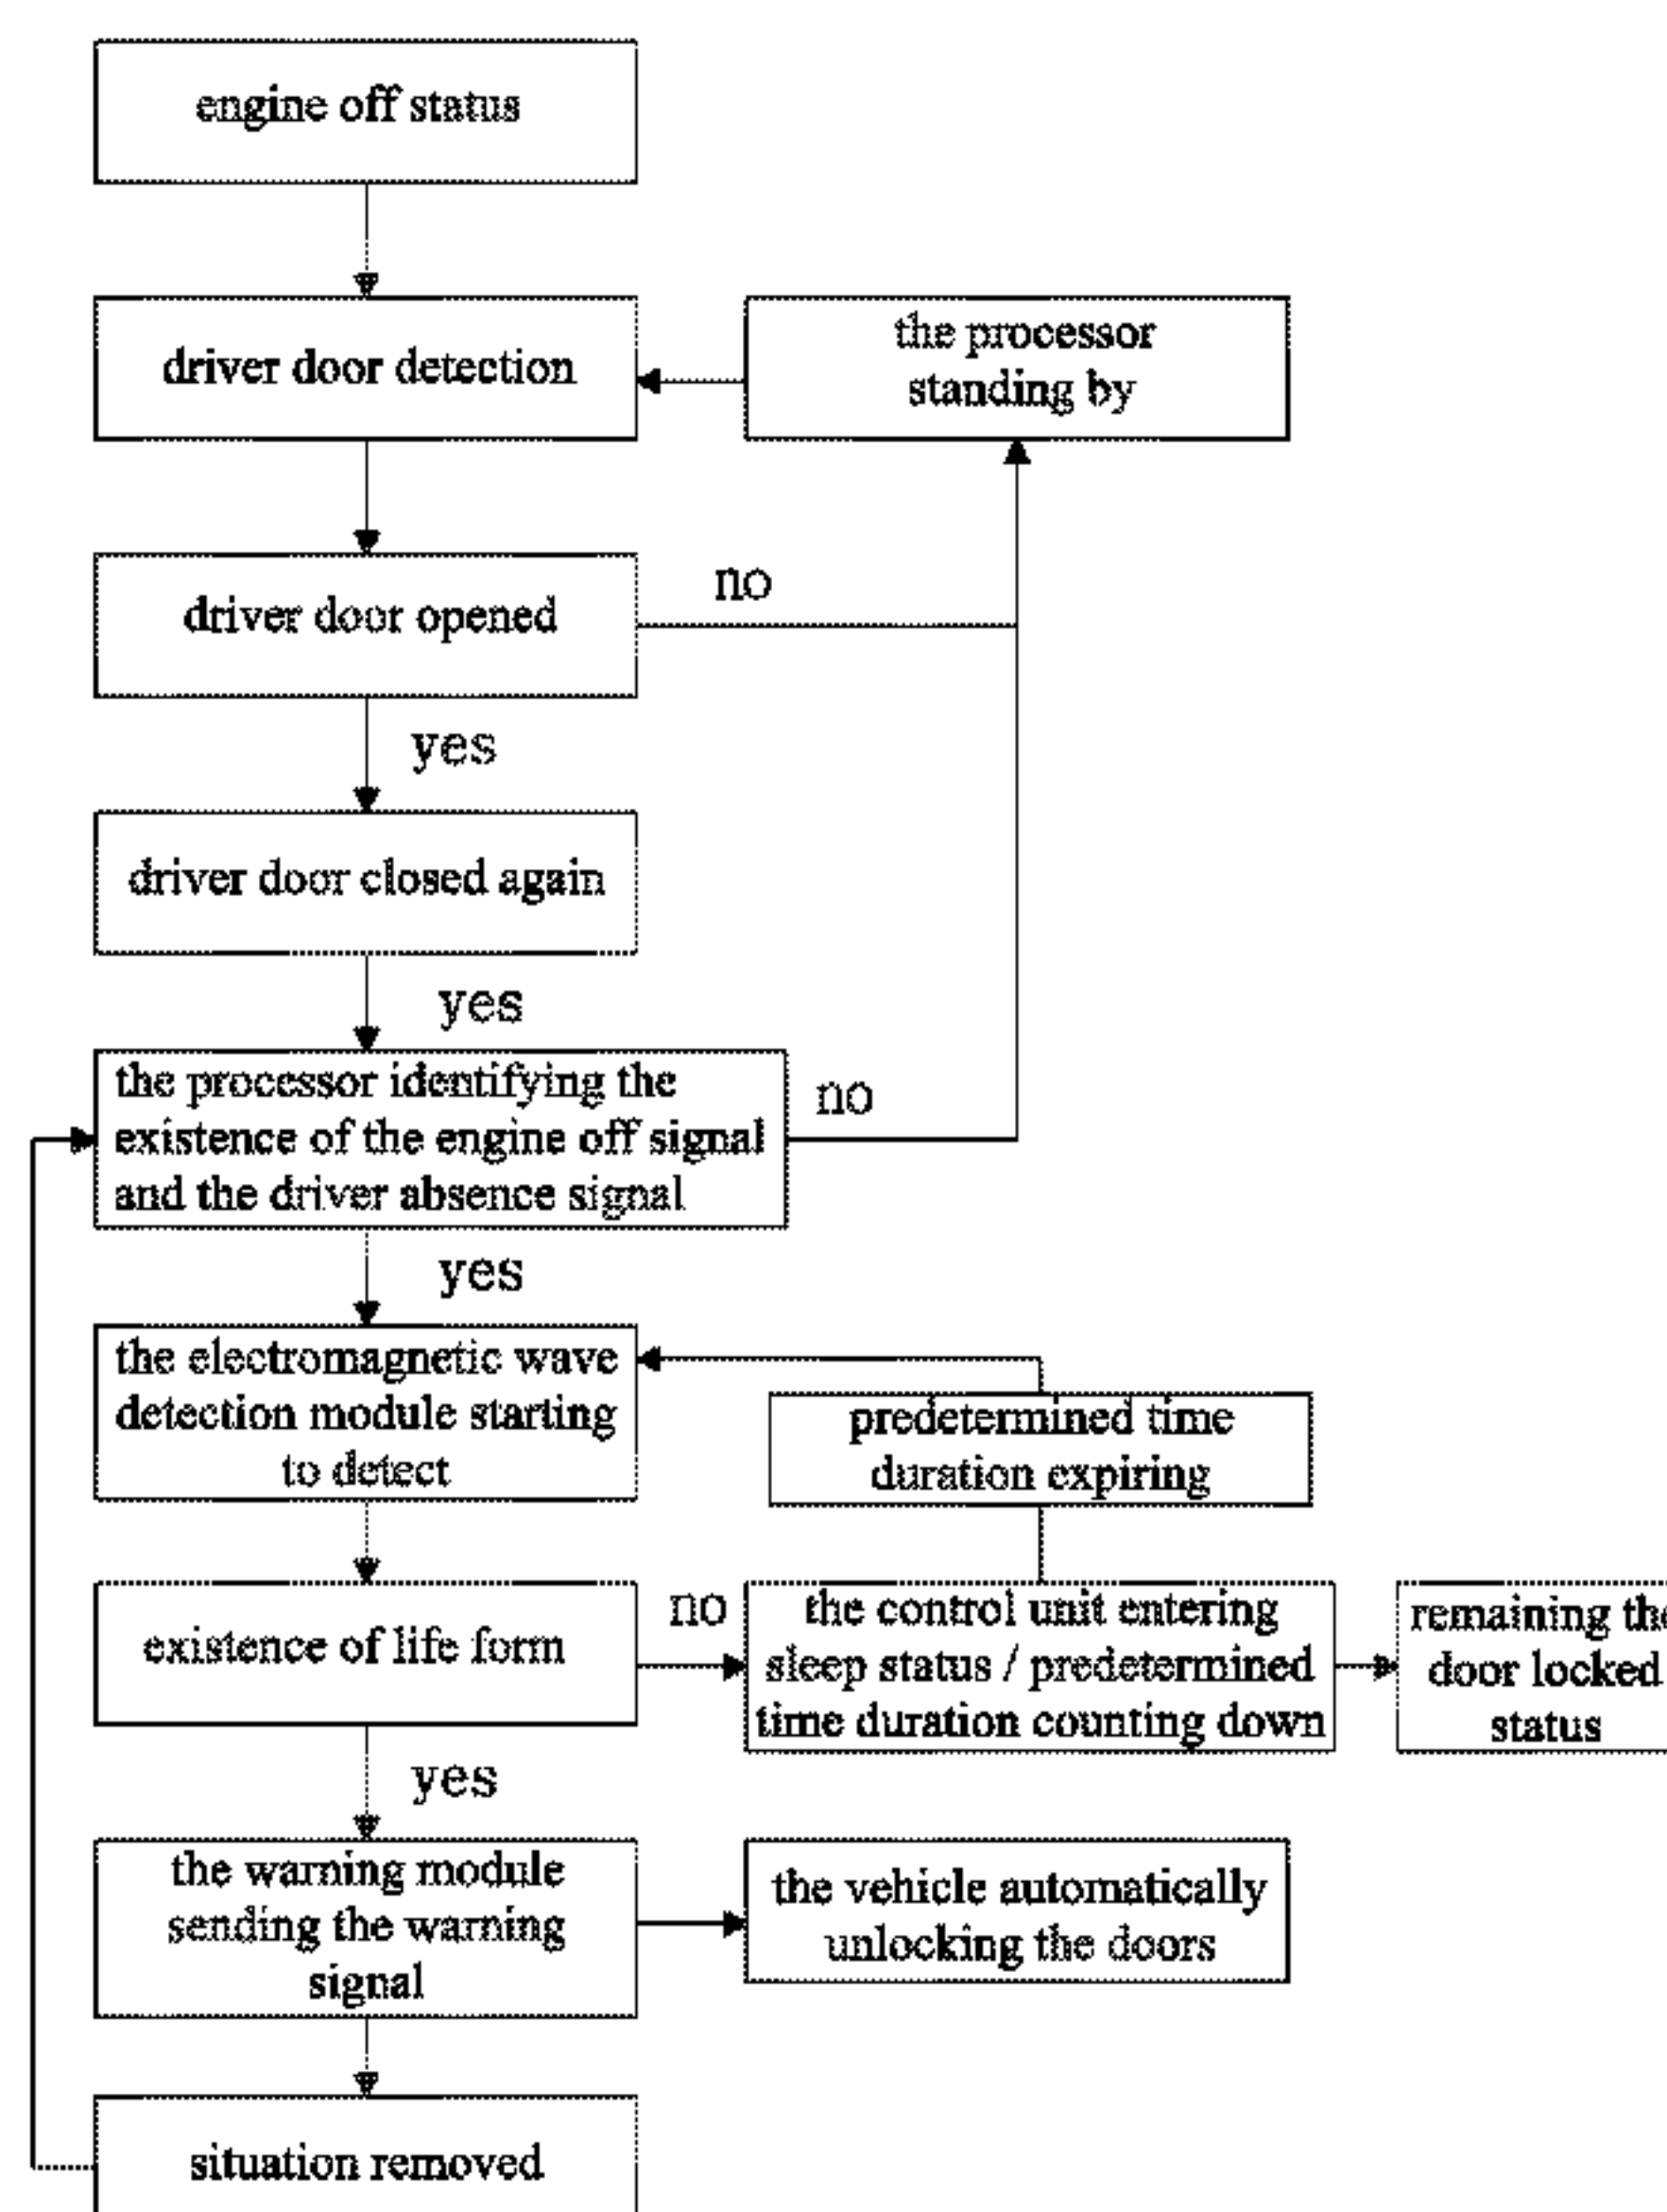 engine off status
driver door detection
the processor
standing by
driver door opened
no
yes
driver door closed again
yes
the processor identifying the
existence of the engine off signal
and the driver absence signal
no
yes
the electromagnetic wave
detection module starting
to detect
predetermined time
duration expiring
existence of life form
no
the control unit entering
sleep status / predetermined
time duration counting down
remaining the
door locked
status
yes
the warning module
sending the warning
signal
the vehicle automatically
unlocking the doors
situation removed